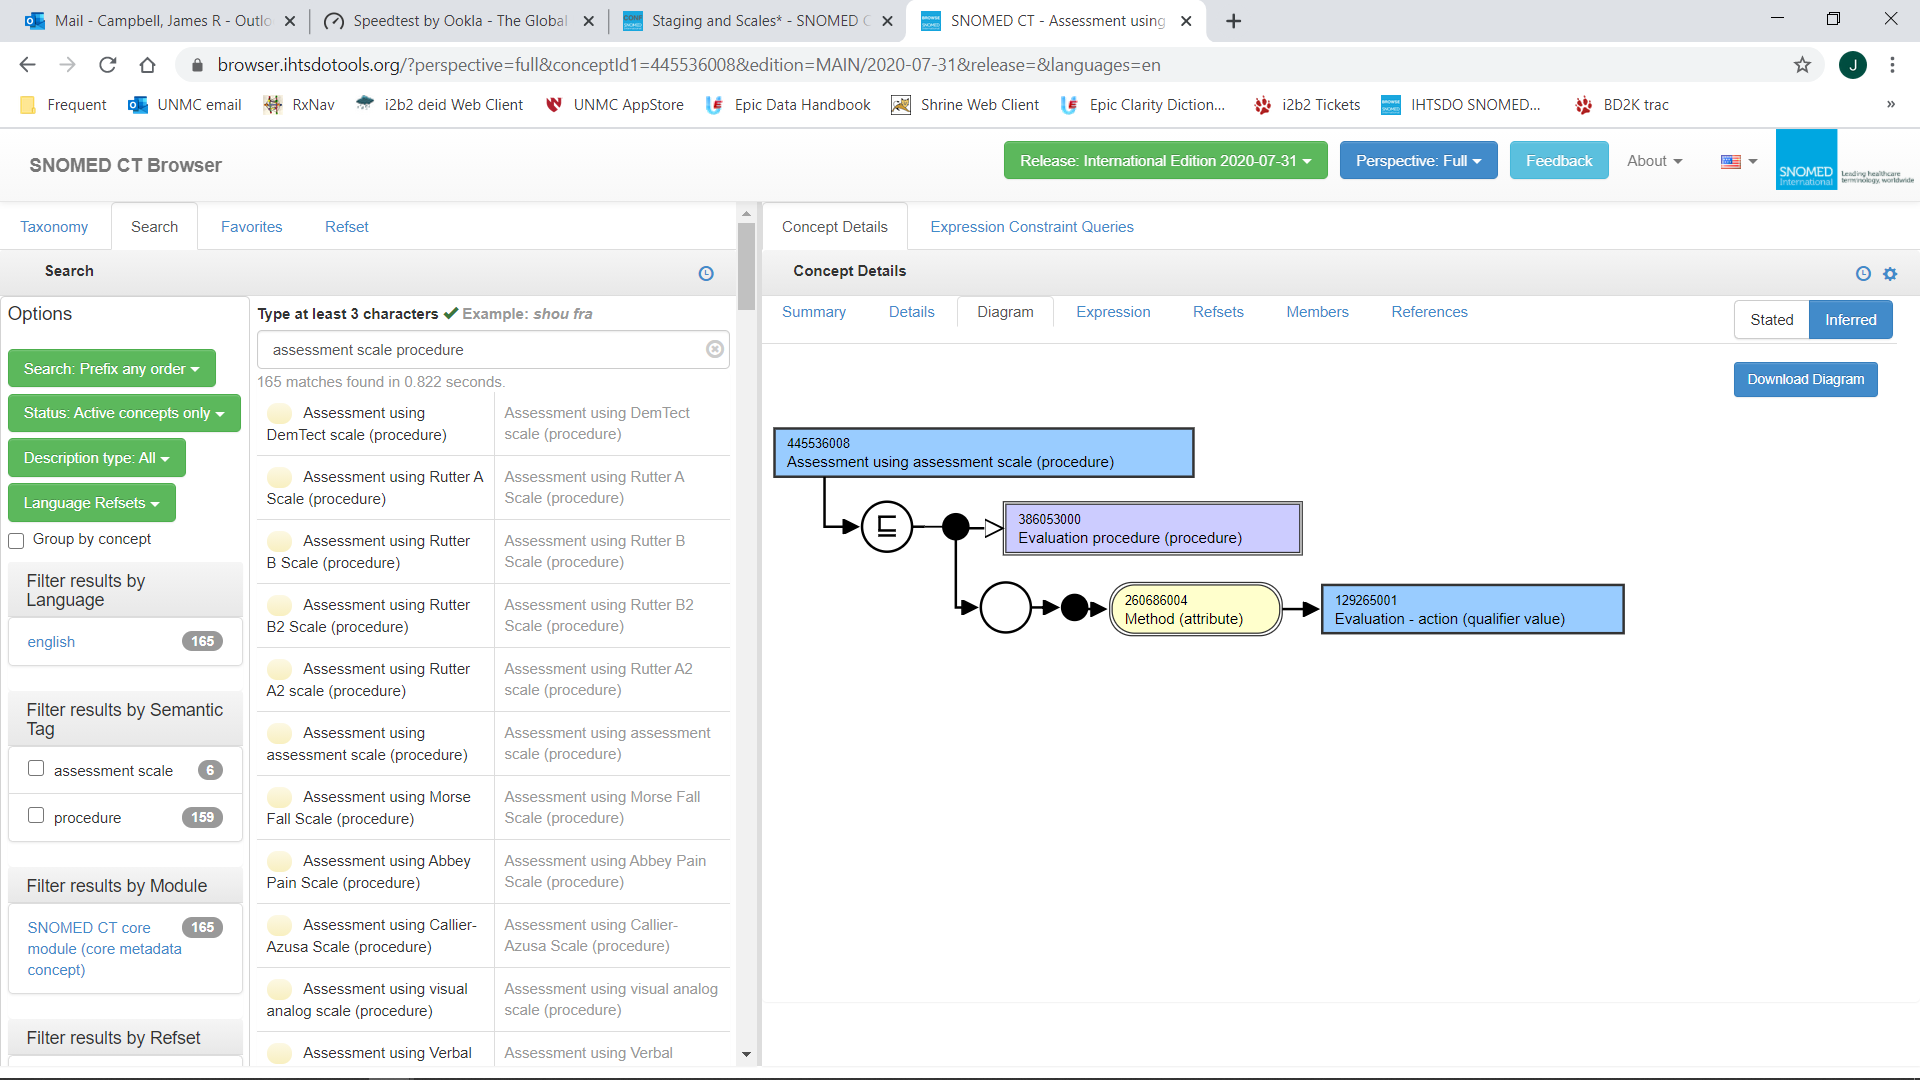 Mail - Campbell, James R - Outlo
Speedtest by Ookla - The Global
Staging and Scales* - SNOMED C
SNOMED CT - Assessment using
browser.ihtsdotools.org/?perspective=full&conceptId1=445536008&edition=MAIN/2020-07-31&release=&languages=en
J
Frequent
UNMC email
RxNav
i2b2 deid Web Client
UNMC AppStore
Epic Data Handbook
Shrine Web Client
Epic Clarity Diction...
i2b2 Tickets
IHTSDO SNOMED...
BD2K trac
»
SNOMED CT Browser
Release: International Edition 2020-07-31
Perspective: Full
Feedback
About
SNOMED
International
Leading healthcare
terminology, worldwide
Taxonomy
Search
Favorites
Refset
Concept Details
Expression Constraint Queries
Search
Concept Details
Options
Search: Prefix any order
Status: Active concepts only
Description type: All
Language Refsets
Group by concept
Filter results by
Language
english 165
Filter results by Semantic
Tag
assessment scale 6
procedure 159
Filter results by Module
SNOMED CT core 165
module (core metadata
concept)
Filter results by Refset
Type at least 3 characters Example: shou fra
assessment scale procedure
165 matches found in 0.822 seconds.
Assessment using
DemTect scale (procedure)
Assessment using DemTect
scale (procedure)
Assessment using Rutter A
Scale (procedure)
Assessment using Rutter A
Scale (procedure)
Assessment using Rutter
B Scale (procedure)
Assessment using Rutter B
Scale (procedure)
Assessment using Rutter
B2 Scale (procedure)
Assessment using Rutter B2
Scale (procedure)
Assessment using Rutter
A2 scale (procedure)
Assessment using Rutter A2
scale (procedure)
Assessment using
assessment scale (procedure)
Assessment using assessment
scale (procedure)
Assessment using Morse
Fall Scale (procedure)
Assessment using Morse Fall
Scale (procedure)
Assessment using Abbey
Pain Scale (procedure)
Assessment using Abbey Pain
Scale (procedure)
Assessment using Callier-
Azusa Scale (procedure)
Assessment using Callier-
Azusa Scale (procedure)
Assessment using visual
analog scale (procedure)
Assessment using visual analog
scale (procedure)
Assessment using Verbal
Assessment using Verbal
Summary
Details
Diagram
Expression
Refsets
Members
References
Stated
Inferred
Download Diagram
445536008
Assessment using assessment scale (procedure)
⊑
386053000
Evaluation procedure (procedure)
260686004
Method (attribute)
129265001
Evaluation - action (qualifier value)